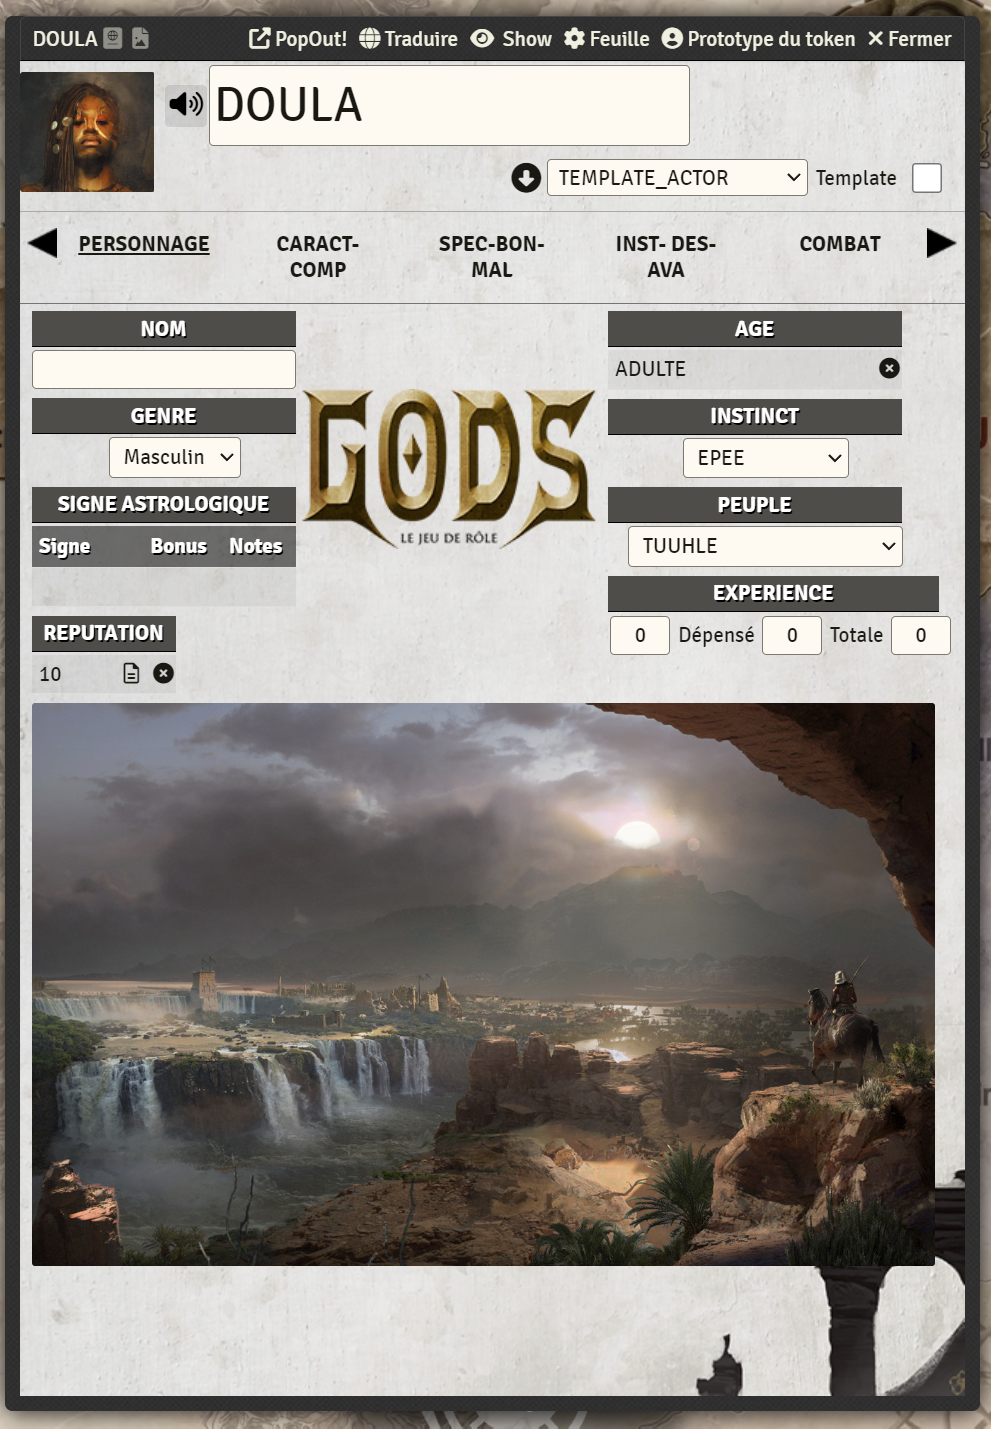 DOULA PopOut! Traduire Show Feuille Prototype du token Fermer
DOULA
TEMPLATE_ACTOR Template
PERSONNAGE CARACT-COMP SPEC-BON-MAL INST- DES-AVA COMBAT
NOM
GENRE
Masculin
SIGNE ASTROLOGIQUE
Signe Bonus Notes
REPUTATION
10
GODS
LE JEU DE RÔLE
AGE
ADULTE
INSTINCT
EPEE
PEUPLE
TUUHLE
EXPERIENCE
0 Dépensé 0 Totale 0